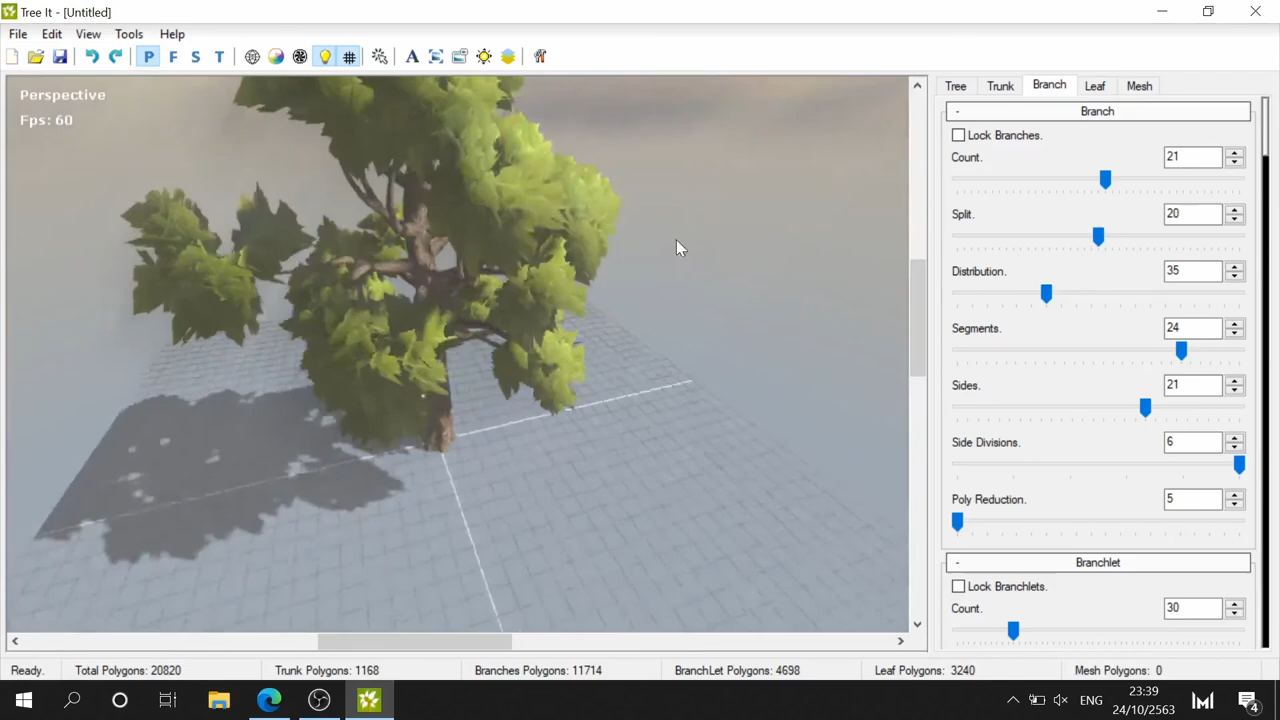 Tree It - [Untitled]
File Edit View Tools Help
P F S T A
Perspective
Fps: 60
Tree Trunk Branch Leaf Mesh
- Branch
Lock Branches.
Count. 21
Split. 20
Distribution. 35
Segments. 24
Sides. 21
Side Divisions. 6
Poly Reduction. 5
- Branchlet
Lock Branchlets.
Count. 30
Ready. Total Polygons: 20820 Trunk Polygons: 1168 Branches Polygons: 11714 BranchLet Polygons: 4698 Leaf Polygons: 3240 Mesh Polygons: 0
ENG
23:39
24/10/2563
4